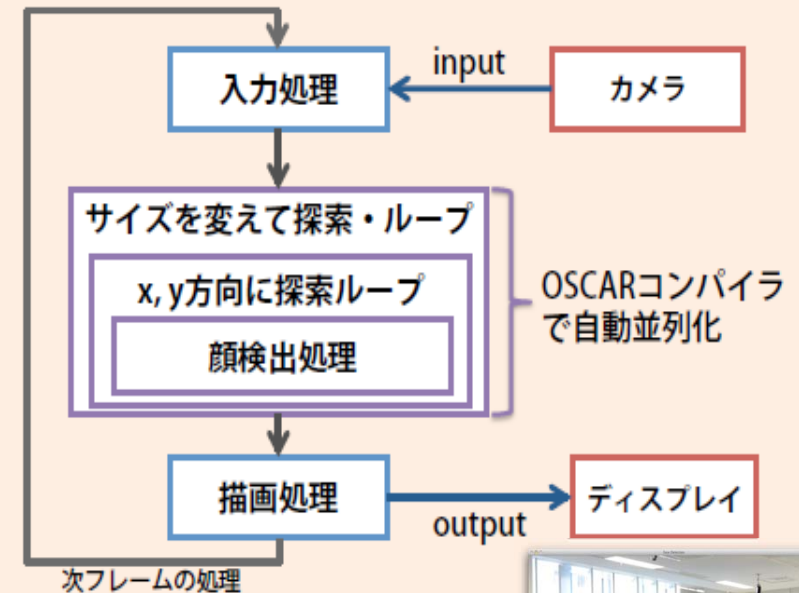 入力処理
input
カメラ
サイズを変えて探索・ループ
x, y方向に探索ループ
顔検出処理
OSCARコンパイラ
で自動並列化
描画処理
output
ディスプレイ
次フレームの処理